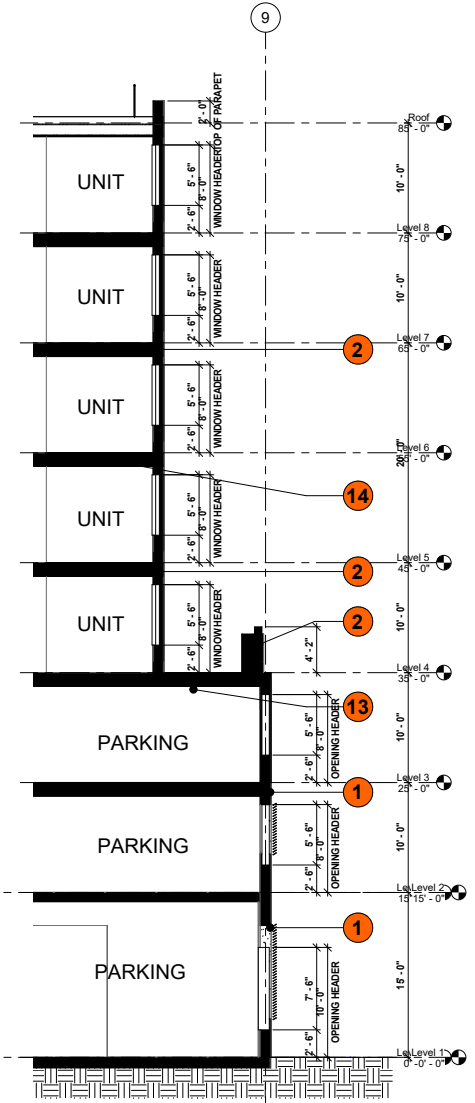 9
2' - 0"
TOP OF PARAPET
Roof
85' - 0"
UNIT
5' - 6"
8' - 0"
2' - 6"
WINDOW HEADER
10' - 0"
Level 8
75' - 0"
UNIT
5' - 6"
8' - 0"
2' - 6"
WINDOW HEADER
10' - 0"
Level 7
65' - 0"
2
UNIT
5' - 6"
8' - 0"
2' - 6"
WINDOW HEADER
Level 6
20' - 0"
14
UNIT
5' - 6"
8' - 0"
2' - 6"
WINDOW HEADER
Level 5
45' - 0"
2
UNIT
5' - 6"
8' - 0"
2' - 6"
WINDOW HEADER
10' - 0"
2
4' - 2"
Level 4
35' - 0"
13
PARKING
5' - 6"
8' - 0"
2' - 6"
OPENING HEADER
10' - 0"
Level 3
25' - 0"
1
PARKING
5' - 6"
8' - 0"
2' - 6"
OPENING HEADER
10' - 0"
Level 2
15' - 0"
1
PARKING
7' - 6"
10' - 0"
2' - 6"
OPENING HEADER
15' - 0"
Level 1
0' - 0"